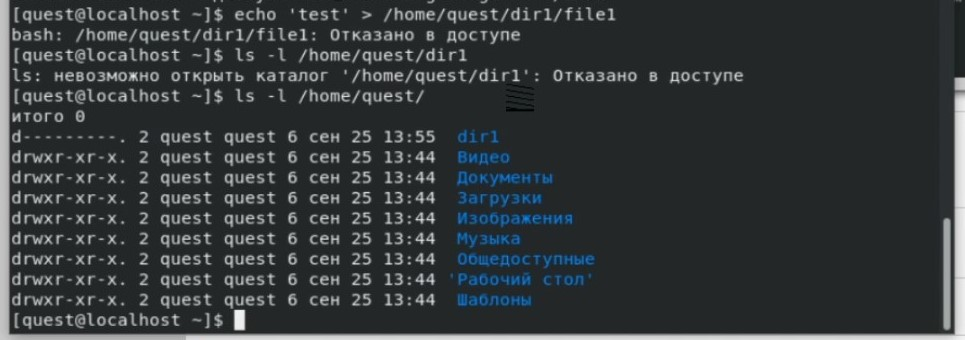 [quest@localhost ~]$ echo 'test' > /home/quest/dir1/file1
bash: /home/quest/dir1/file1: Отказано в доступе
[quest@localhost ~]$ ls -l /home/quest/dir1
ls: невозможно открыть каталог '/home/quest/dir1': Отказано в доступе
[quest@localhost ~]$ ls -l /home/quest/
итого 0
d---------. 2 quest quest 6 сен 25 13:55  dir1
drwxr-xr-x. 2 quest quest 6 сен 25 13:44  Видео
drwxr-xr-x. 2 quest quest 6 сен 25 13:44  Документы
drwxr-xr-x. 2 quest quest 6 сен 25 13:44  Загрузки
drwxr-xr-x. 2 quest quest 6 сен 25 13:44  Изображения
drwxr-xr-x. 2 quest quest 6 сен 25 13:44  Музыка
drwxr-xr-x. 2 quest quest 6 сен 25 13:44  Общедоступные
drwxr-xr-x. 2 quest quest 6 сен 25 13:44 'Рабочий стол'
drwxr-xr-x. 2 quest quest 6 сен 25 13:44  Шаблоны
[quest@localhost ~]$